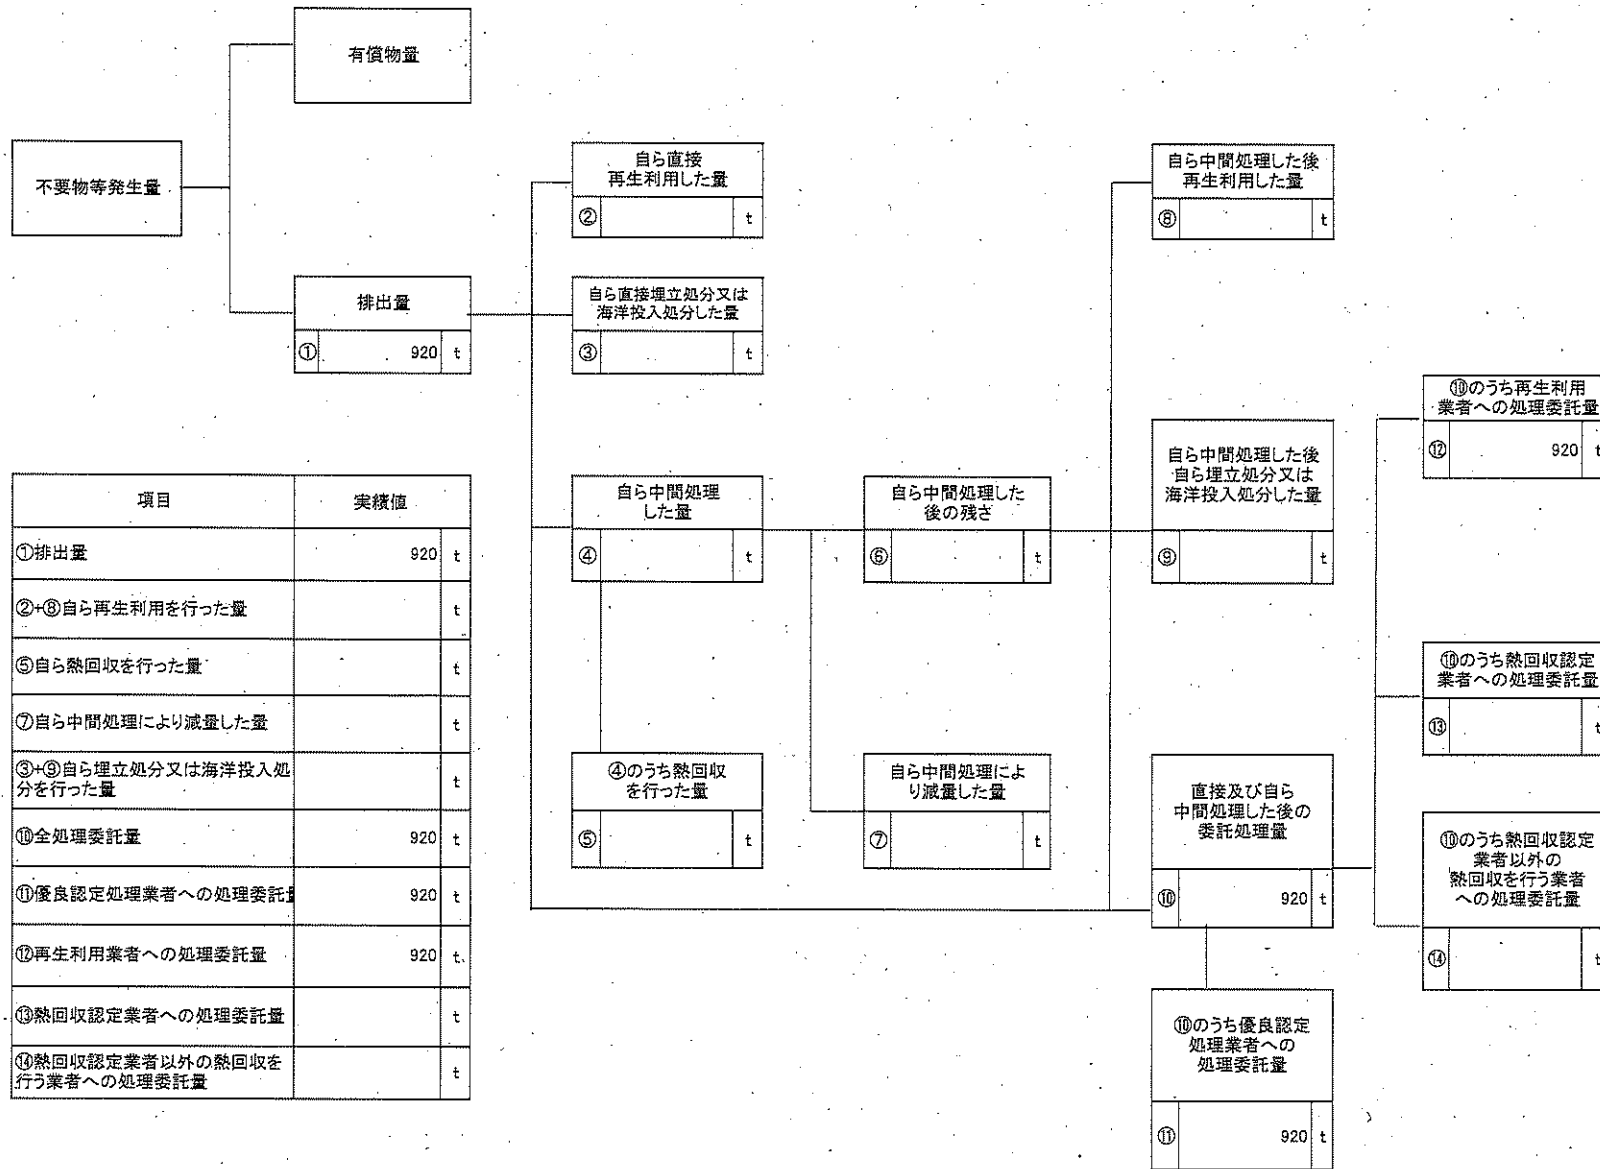 有償物量
不要物等発生量
排出量
① 920 t
自ら直接
再生利用した量
② t
自ら直接埋立処分又は
海洋投入処分した量
③ t
自ら中間処理
した量
④ t
④のうち熱回収
を行った量
⑤ t
自ら中間処理した
後の残さ
⑥ t
自ら中間処理によ
り減量した量
⑦ t
自ら中間処理した後
再生利用した量
⑧ t
自ら中間処理した後
自ら埋立処分又は
海洋投入処分した量
⑨ t
直接及び自ら
中間処理した後の
委託処理量
⑩ 920 t
⑩のうち優良認定
処理業者への
処理委託量
⑪ 920 t
⑩のうち再生利用
業者への処理委託量
⑫ 920 t
⑩のうち熱回収認定
業者への処理委託量
⑬ t
⑩のうち熱回収認定
業者以外の
熱回収を行う業者
への処理委託量
⑭ t
項目 実績値
①排出量 920 t
②+⑧自ら再生利用を行った量 t
⑤自ら熱回収を行った量 t
⑦自ら中間処理により減量した量 t
③+⑨自ら埋立処分又は海洋投入処
分を行った量 t
⑩全処理委託量 920 t
⑪優良認定処理業者への処理委託量 920 t
⑫再生利用業者への処理委託量 920 t
⑬熱回収認定業者への処理委託量 t
⑭熱回収認定業者以外の熱回収を
行う業者への処理委託量 t